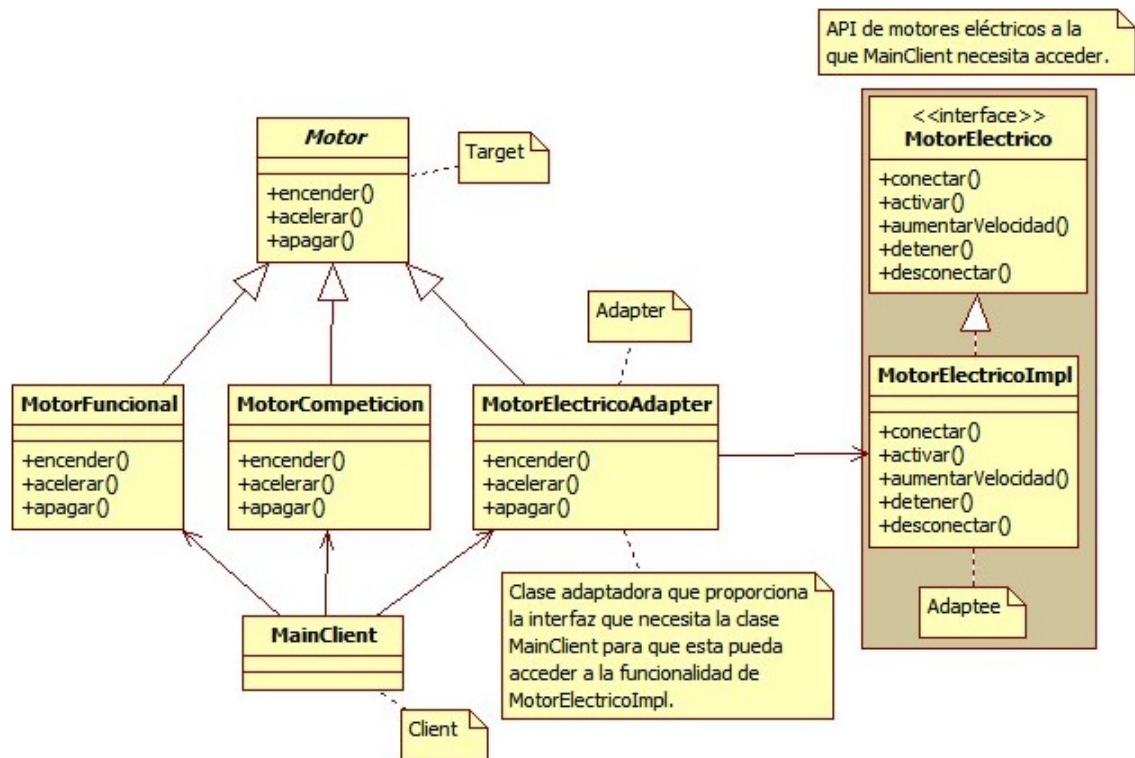 API de motores eléctricos a la
que MainClient necesita acceder.
<<interface>>
MotorElectrico
+conectar()
+activar()
+aumentarVelocidad()
+detener()
+desconectar()
Motor
+encender()
+acelerar()
+apagar()
Target
Adapter
MotorFuncional
+encender()
+acelerar()
+apagar()
MotorCompeticion
+encender()
+acelerar()
+apagar()
MotorElectricoAdapter
+encender()
+acelerar()
+apagar()
MotorElectricoImpl
+conectar()
+activar()
+aumentarVelocidad()
+detener()
+desconectar()
Adaptee
Clase adaptadora que proporciona
la interfaz que necesita la clase
MainClient para que esta pueda
acceder a la funcionalidad de
MotorElectricoImpl.
MainClient
Client